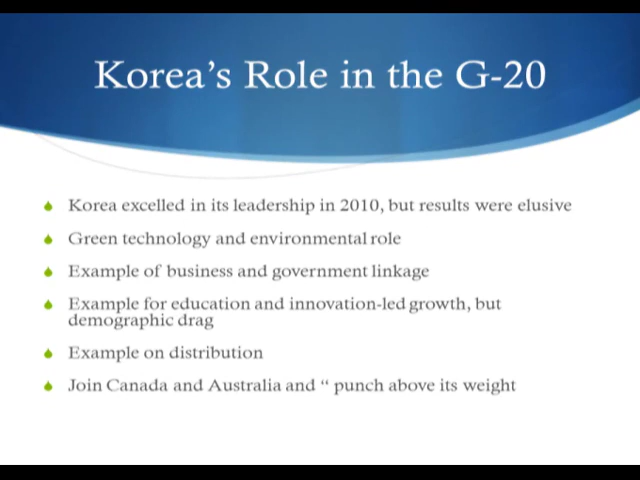 Korea’s Role in the G-20
Korea excelled in its leadership in 2010, but results were elusive
Green technology and environmental role
Example of business and government linkage
Example for education and innovation-led growth, but
demographic drag
Example on distribution
Join Canada and Australia and “ punch above its weight